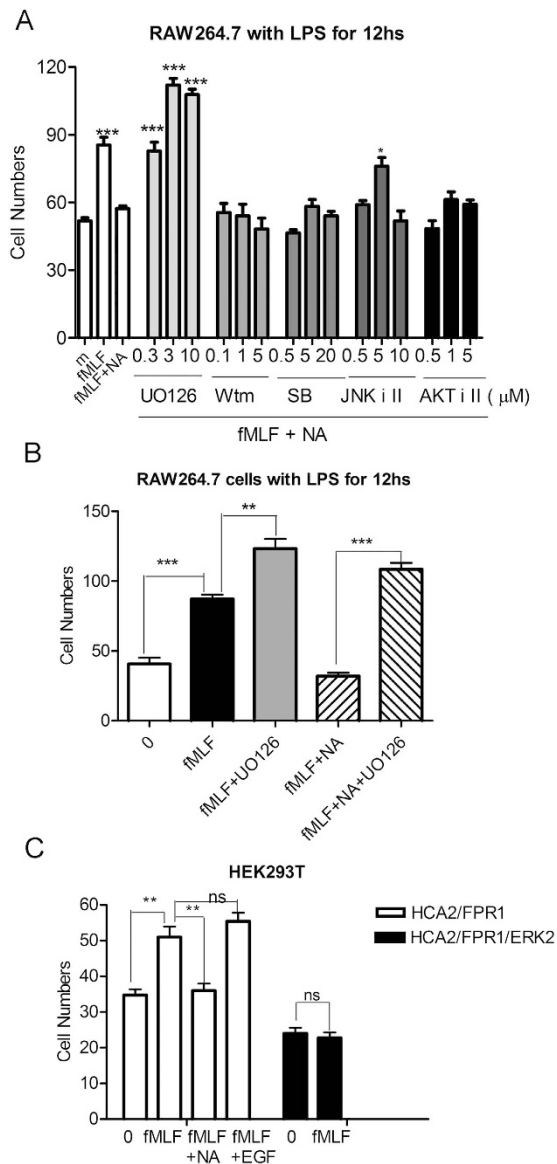 A
RAW264.7 with LPS for 12hs
Cell Numbers
120
90
60
30
0
***
***
***
***
*
m
fMLF
fMLF+NA
0.3 3 10 0.1 1 5 0.5 5 20 0.5 5 10 0.5 1 5
UO126 Wtm SB JNK i II AKT i II ( μM)
fMLF + NA
B
RAW264.7 cells with LPS for 12hs
Cell Numbers
150
100
50
0
***
**
***
0
fMLF
fMLF+UO126
fMLF+NA
fMLF+NA+UO126
C
HEK293T
Cell Numbers
60
50
40
30
20
10
0
**
**
ns
ns
HCA2/FPR1
HCA2/FPR1/ERK2
0 fMLF fMLF fMLF 0 fMLF
+NA +EGF